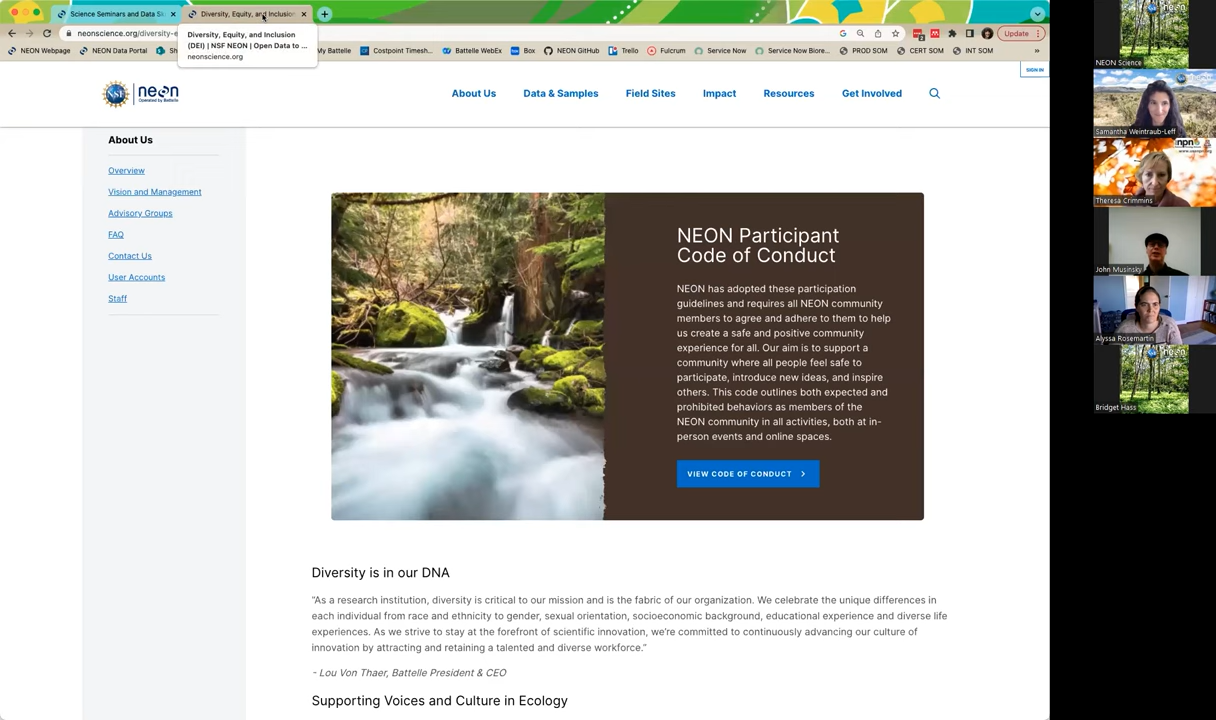 Science Seminars and Data Sk
Diversity, Equity, and Inclusion
neonscience.org/diversity-e
Update
Diversity, Equity, and Inclusion
(DEI) | NSF NEON | Open Data to ...
neonscience.org
NEON Webpage
NEON Data Portal
Sh
My Battelle
Costpoint Timesh...
Battelle WebEx
Box
NEON GitHub
Trello
Fulcrum
Service Now
Service Now Biore...
PROD SOM
CERT SOM
INT SOM
»
SIGN IN
NSF
neon
Operated by Battelle
About Us
Data & Samples
Field Sites
Impact
Resources
Get Involved
About Us
Overview
Vision and Management
Advisory Groups
FAQ
Contact Us
User Accounts
Staff
NEON Participant
Code of Conduct
NEON has adopted these participation
guidelines and requires all NEON community
members to agree and adhere to them to help
us create a safe and positive community
experience for all. Our aim is to support a
community where all people feel safe to
participate, introduce new ideas, and inspire
others. This code outlines both expected and
prohibited behaviors as members of the
NEON community in all activities, both at in-
person events and online spaces.
VIEW CODE OF CONDUCT
Diversity is in our DNA
“As a research institution, diversity is critical to our mission and is the fabric of our organization. We celebrate the unique differences in
each individual from race and ethnicity to gender, sexual orientation, socioeconomic background, educational experience and diverse life
experiences. As we strive to stay at the forefront of scientific innovation, we’re committed to continuously advancing our culture of
innovation by attracting and retaining a talented and diverse workforce.”
- Lou Von Thaer, Battelle President & CEO
Supporting Voices and Culture in Ecology
NEON Science
Samantha Weintraub-Leff
npn
Theresa Crimmins
John Musinsky
Alyssa Rosemartin
Bridget Hass